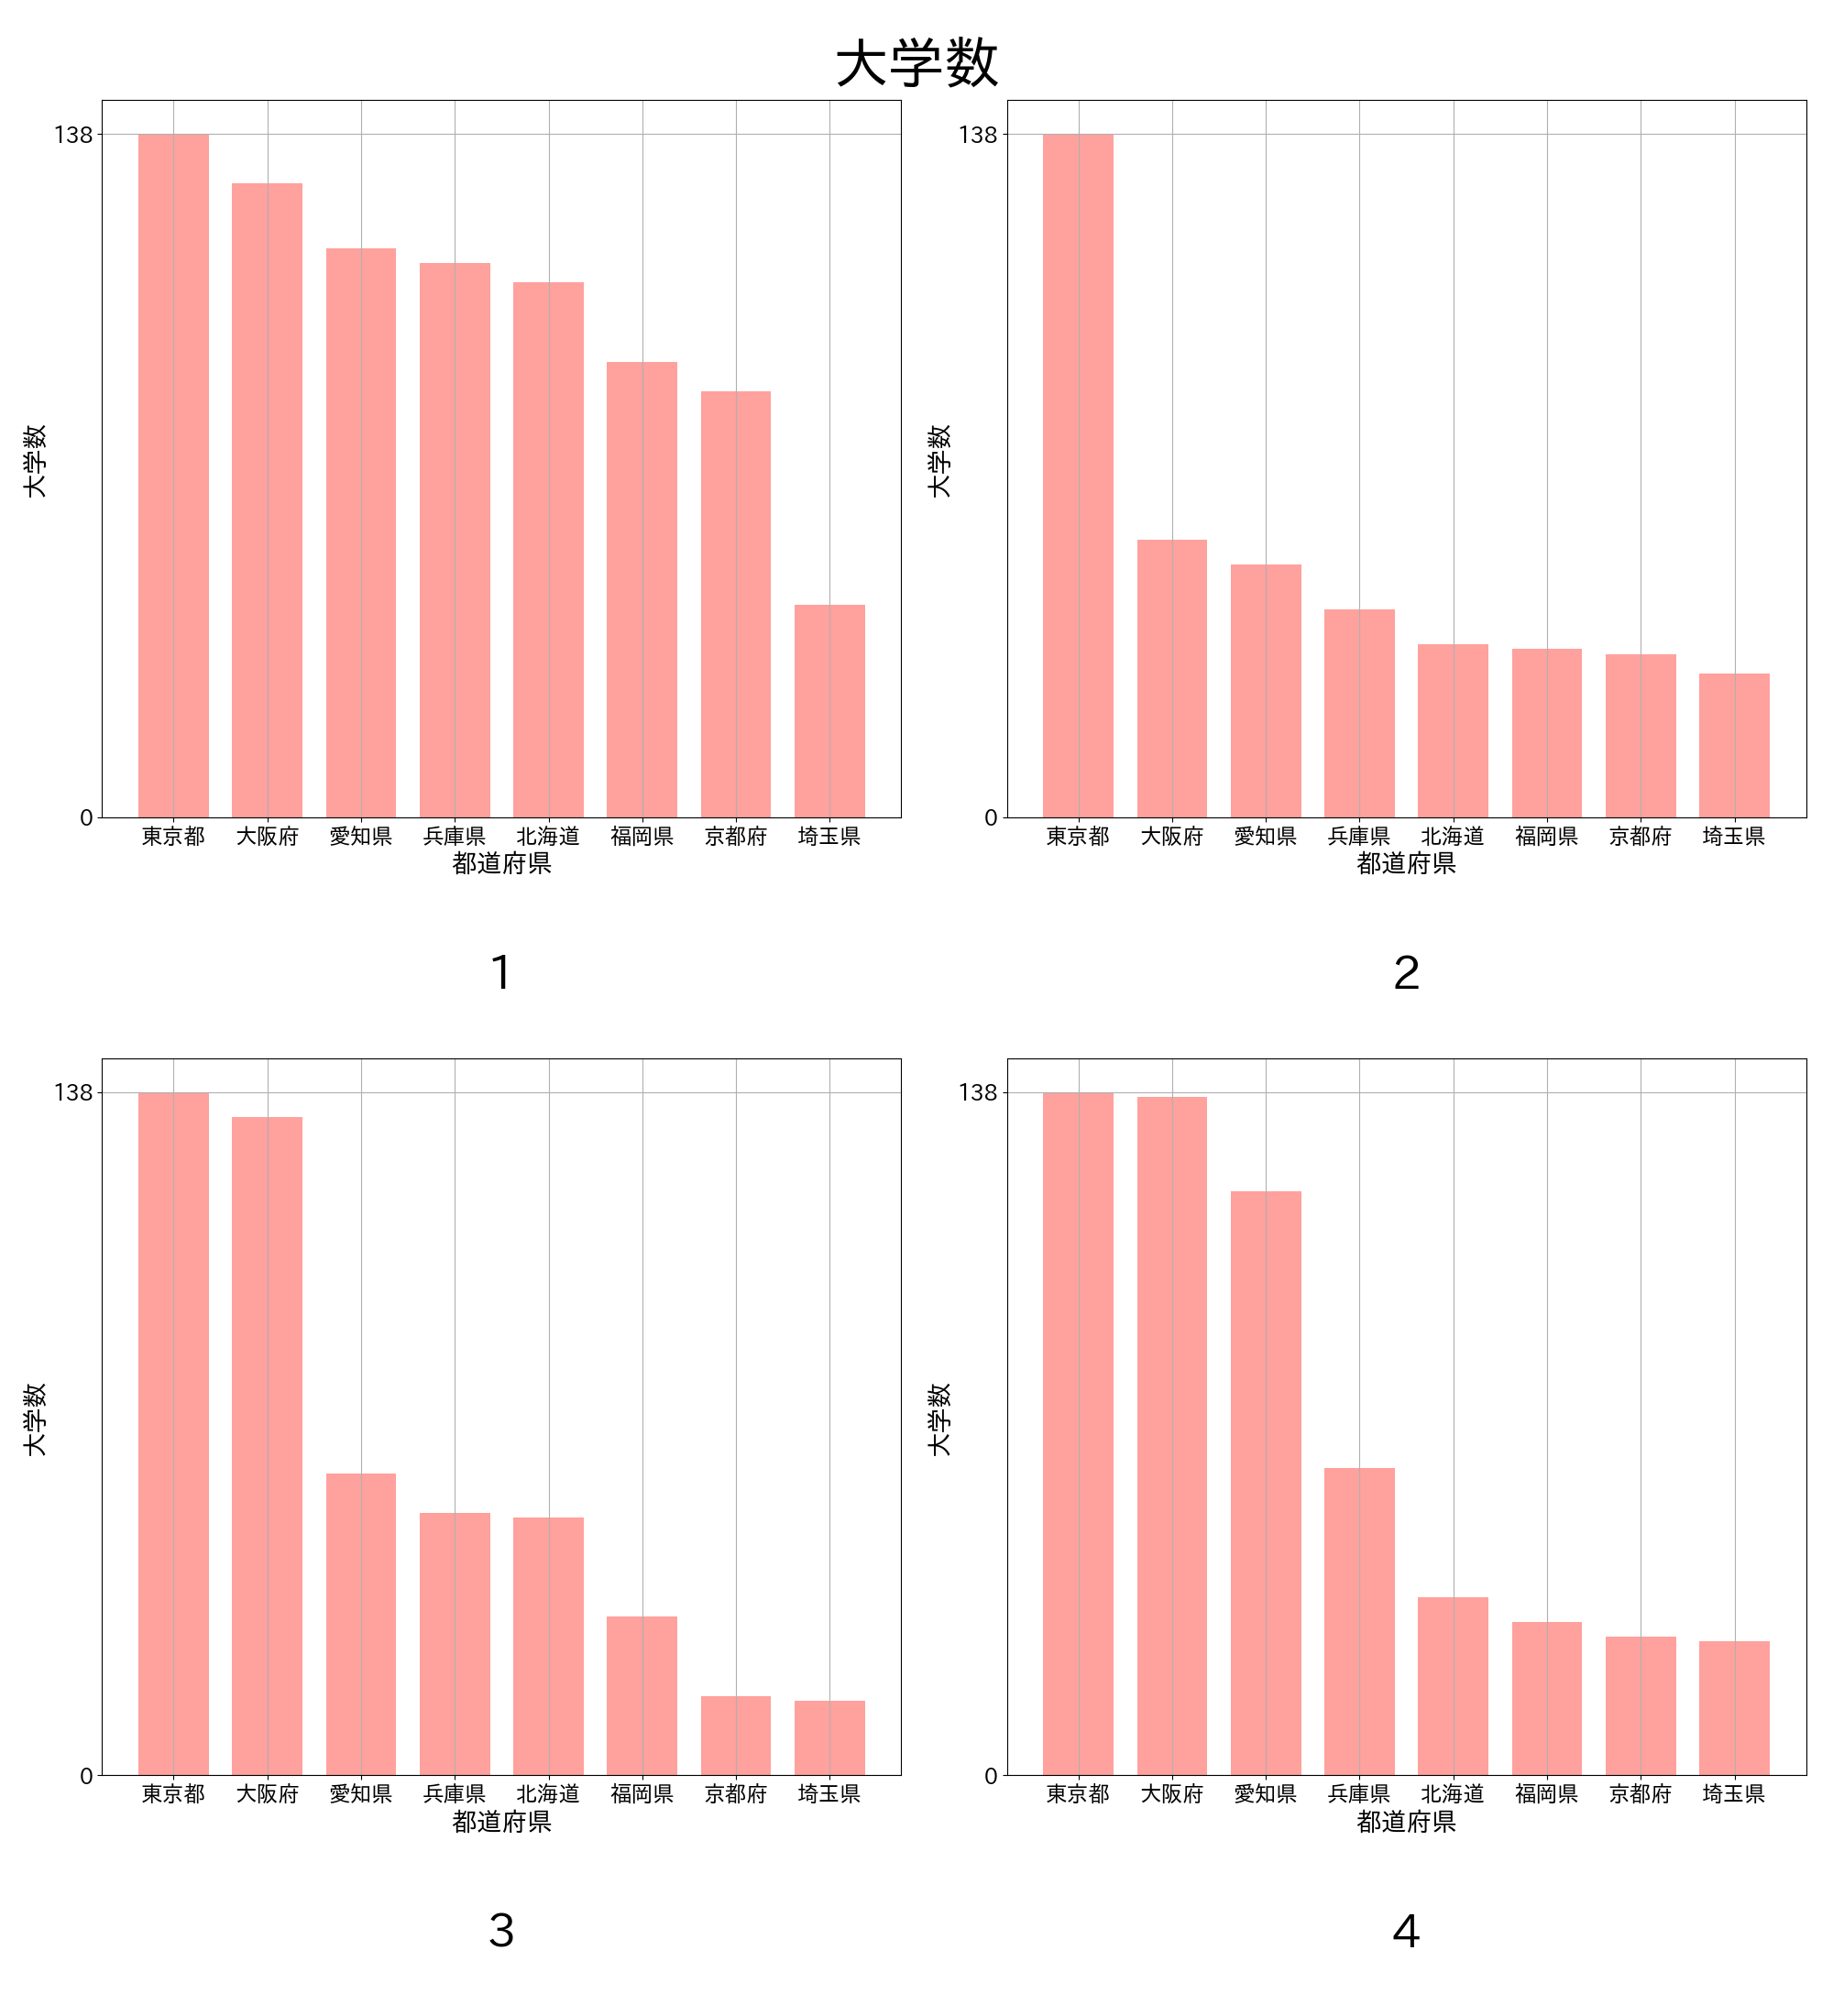 大学数
138
0
大学数
東京都 大阪府 愛知県 兵庫県 北海道 福岡県 京都府 埼玉県
都道府県
1
138
0
大学数
東京都 大阪府 愛知県 兵庫県 北海道 福岡県 京都府 埼玉県
都道府県
2
138
0
大学数
東京都 大阪府 愛知県 兵庫県 北海道 福岡県 京都府 埼玉県
都道府県
3
138
0
大学数
東京都 大阪府 愛知県 兵庫県 北海道 福岡県 京都府 埼玉県
都道府県
4